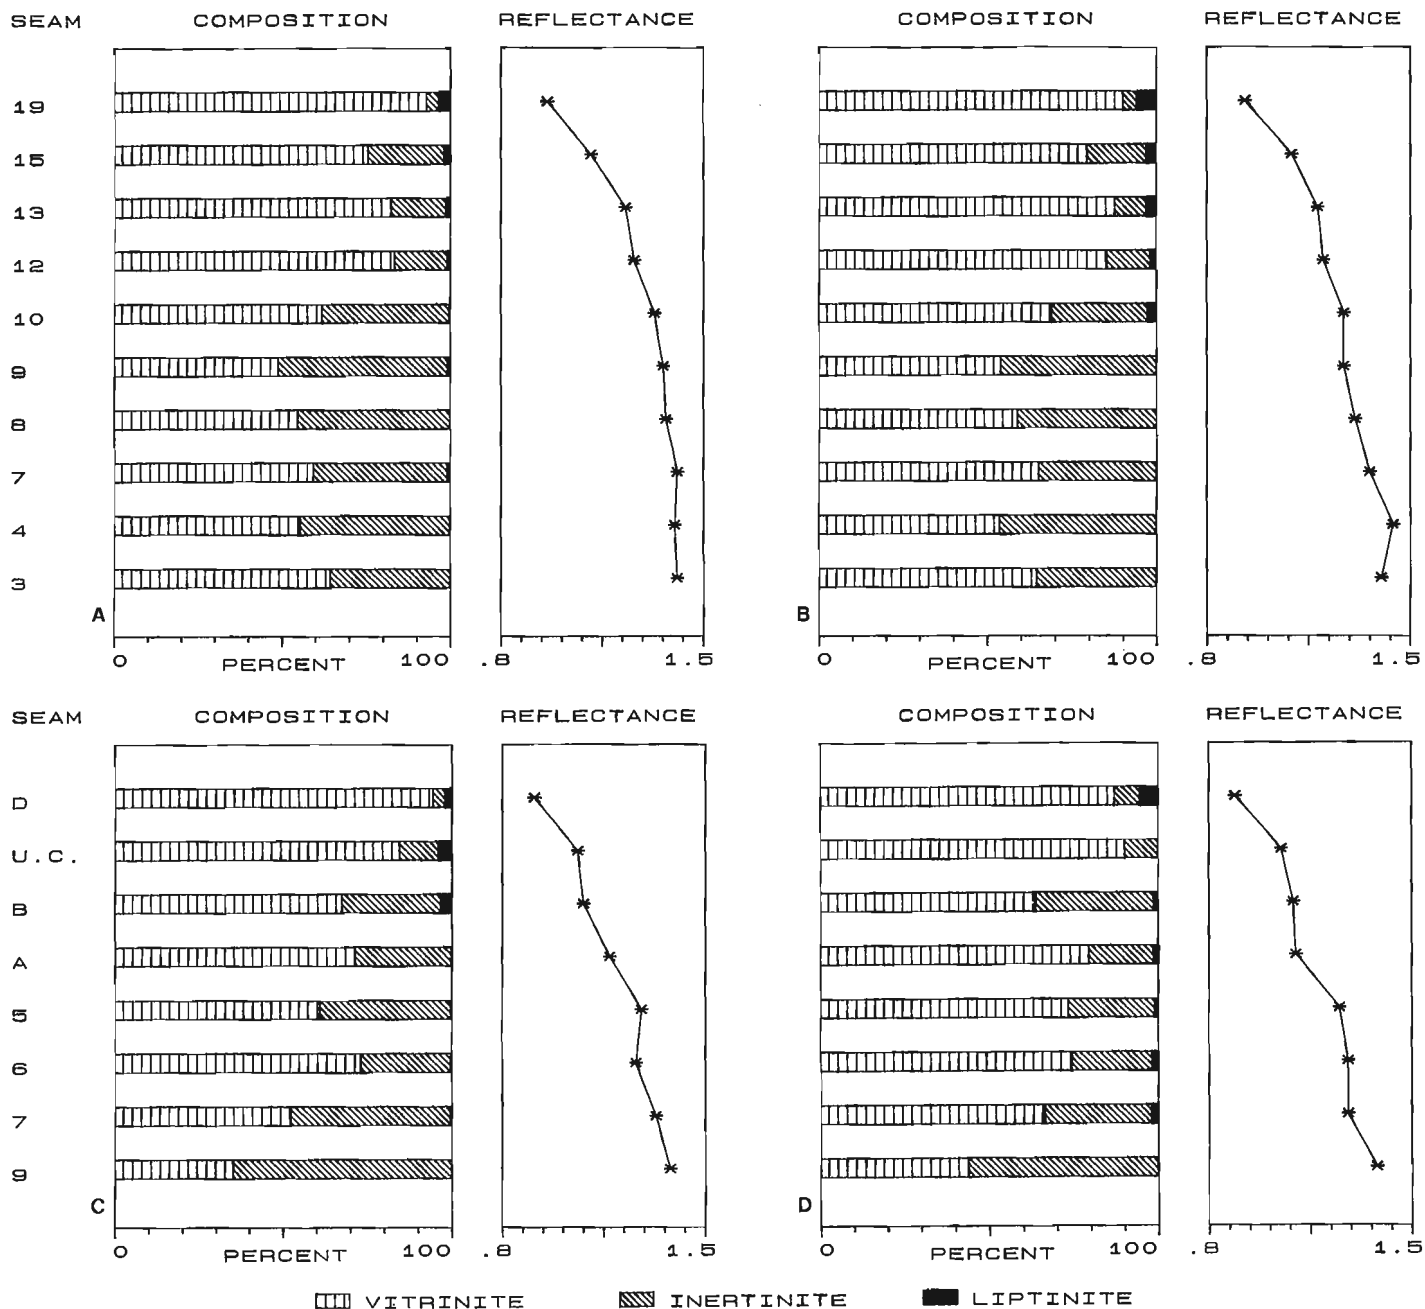 SEAM COMPOSITION REFLECTANCE COMPOSITION REFLECTANCE
19
15
13
12
10
9
8
7
4
3
A B
0 PERCENT 100 .8 1.5 0 PERCENT 100 .8 1.5
SEAM COMPOSITION REFLECTANCE COMPOSITION REFLECTANCE
D
U.C.
B
A
5
6
7
9
C D
0 PERCENT 100 .8 1.5 0 PERCENT 100 .8 1.5
VITRINITE INERTINITE LIPTINITE